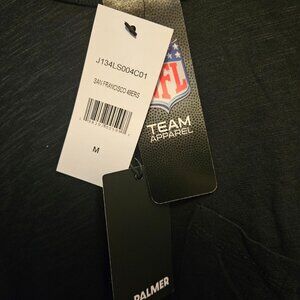 J134LS004C01
SAN FRANCISCO 49ERS
M
NFL
TEAM
APPAREL
PALMER